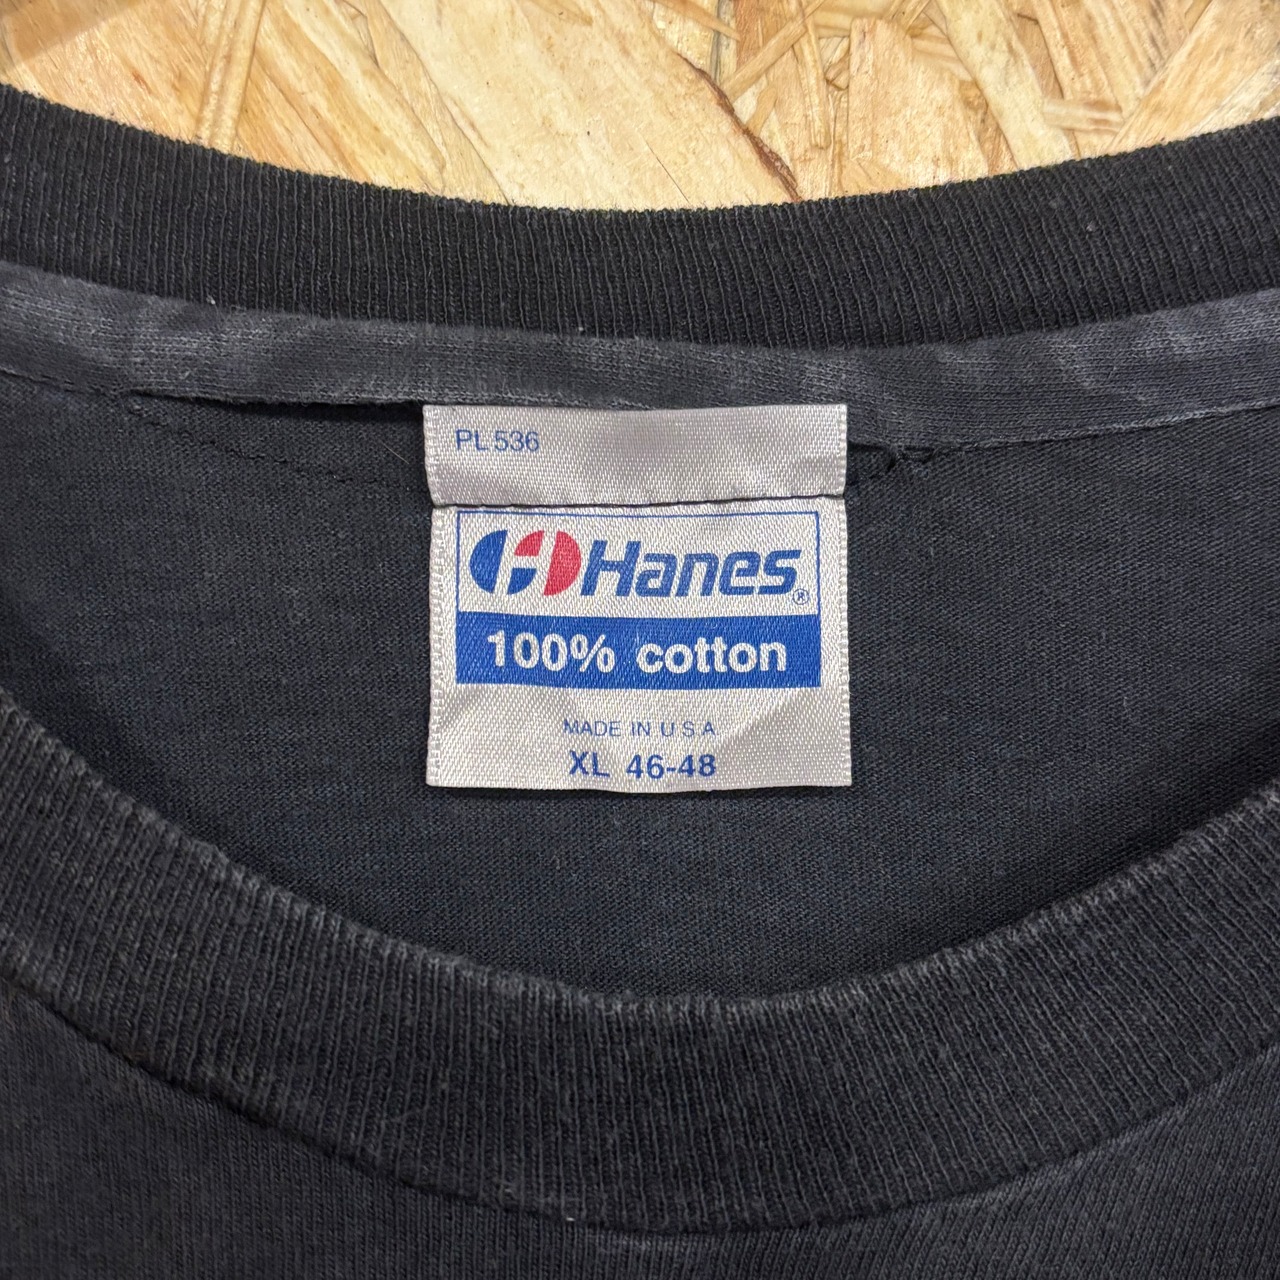 PL 536
Hanes®
100% cotton
MADE IN U S A
XL 46-48